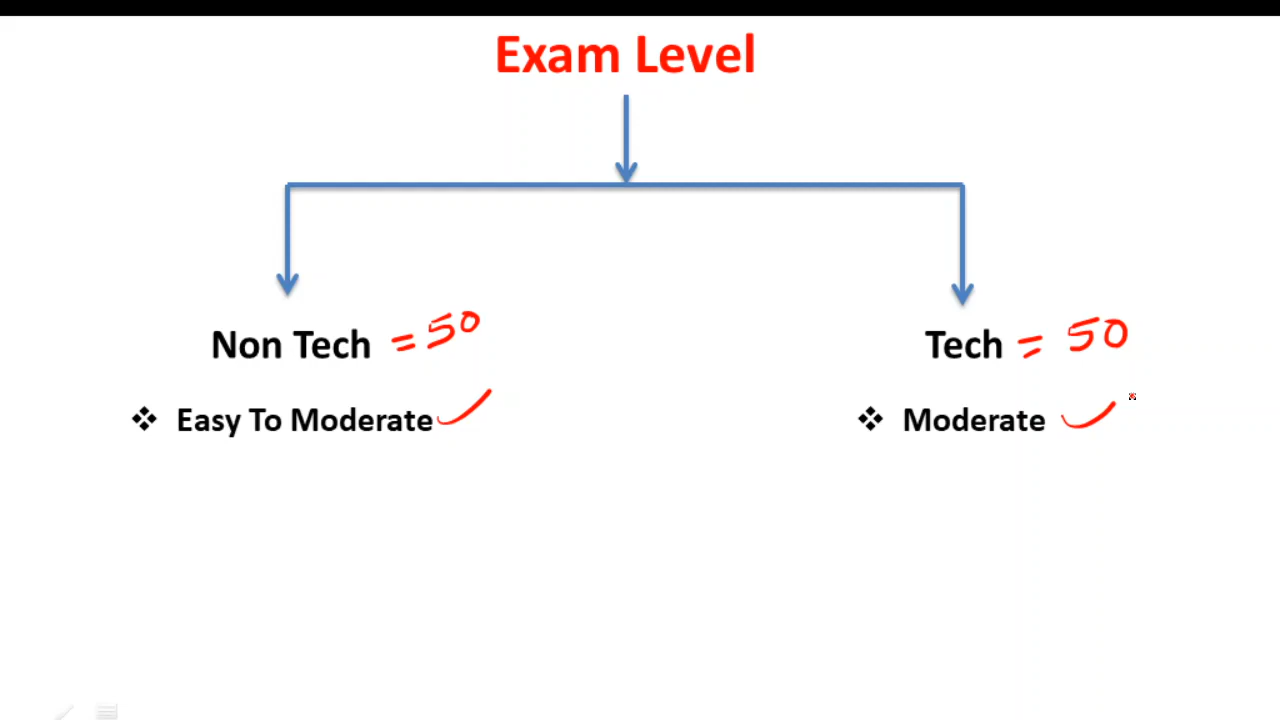 Exam Level
Non Tech = 50
Tech = 50
❖ Easy To Moderate
❖ Moderate